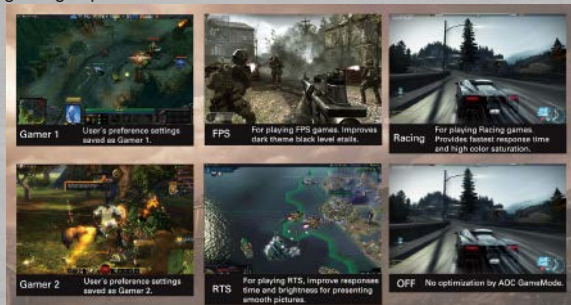 Gamer 1
User's preference settings
saved as Gamer 1.
FPS
For playing FPS games. Improves
dark theme black level etails.
Racing
For playing Racing games.
Provides fastest response time
and high color saturation.
Gamer 2
User's preference settings
saved as Gamer 2.
RTS
For playing RTS, improve responses
time and brightness for presenting
smooth pictures.
OFF
No optimization by AOC GameMode.